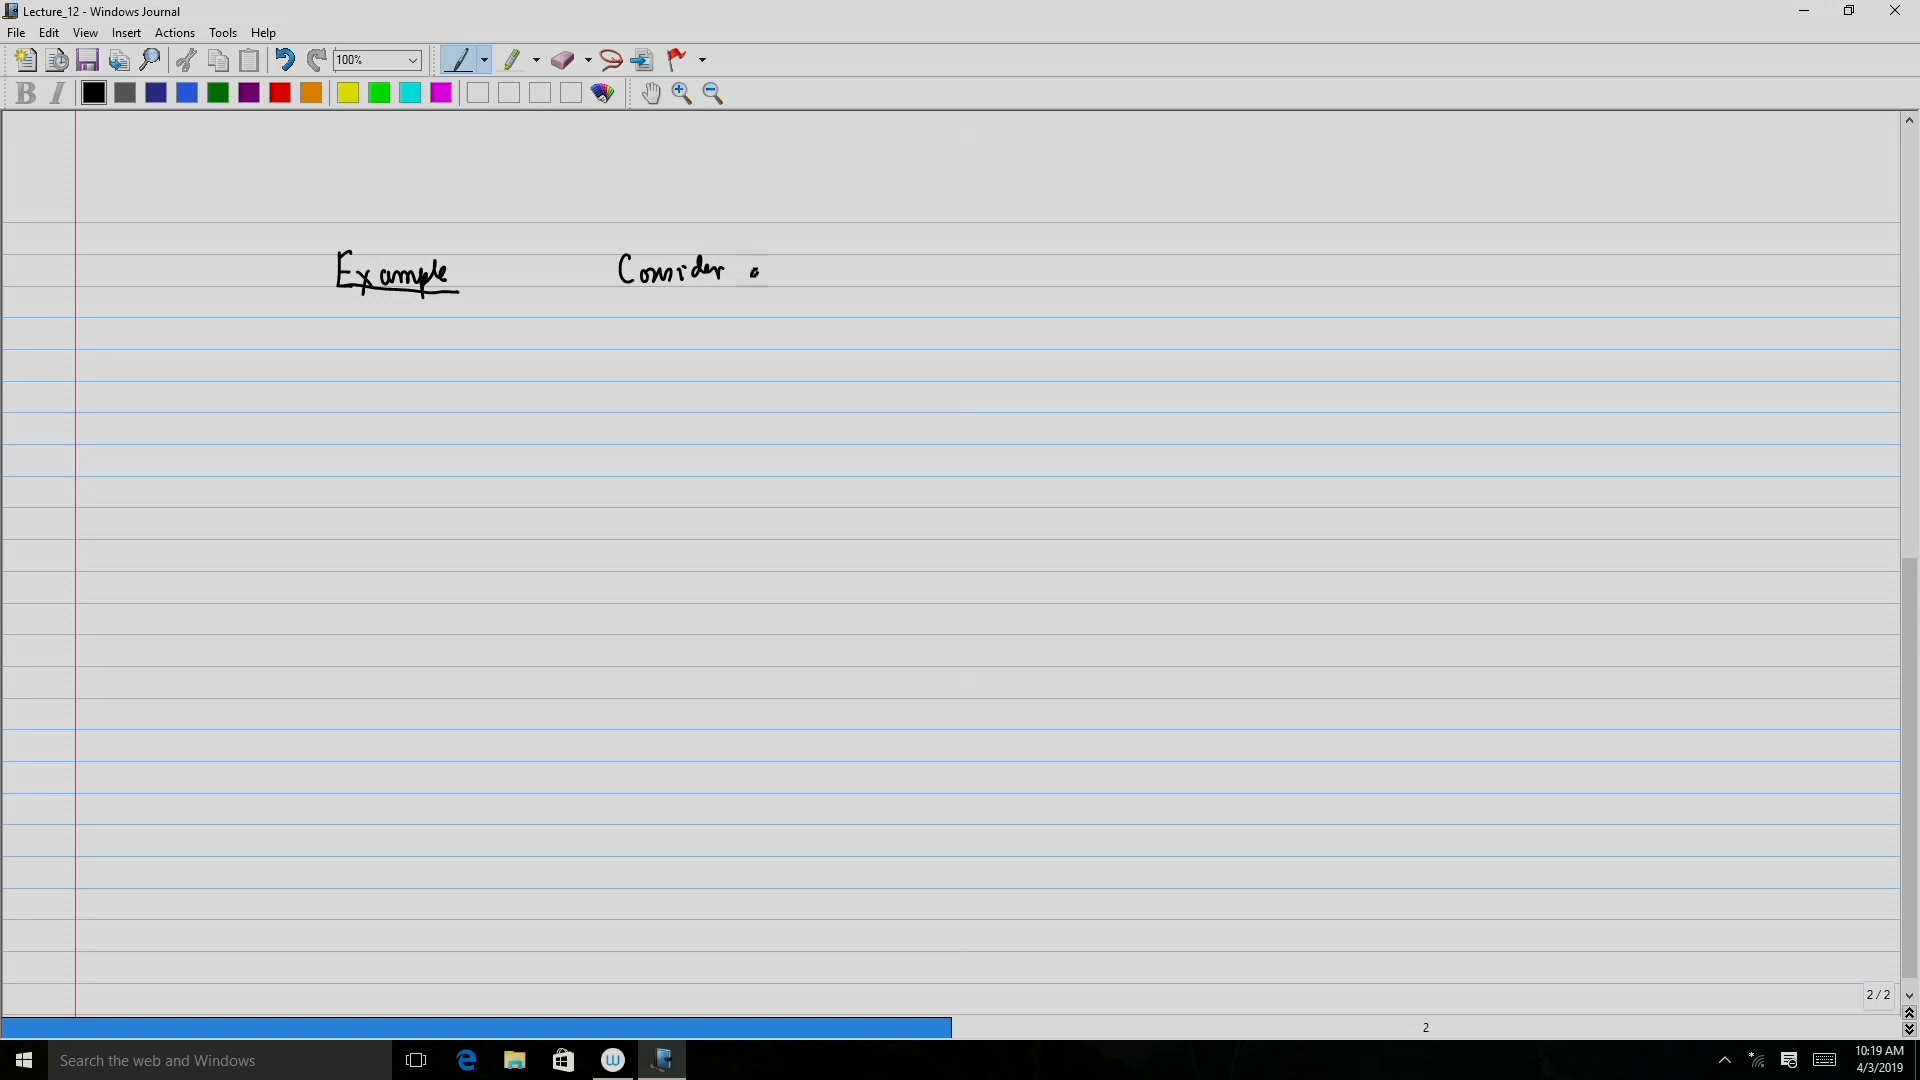 Lecture_12 - Windows Journal
File Edit View Insert Actions Tools Help
100%
B I
Example Consider a
2 / 2
2
Search the web and Windows
10:19 AM
4/3/2019